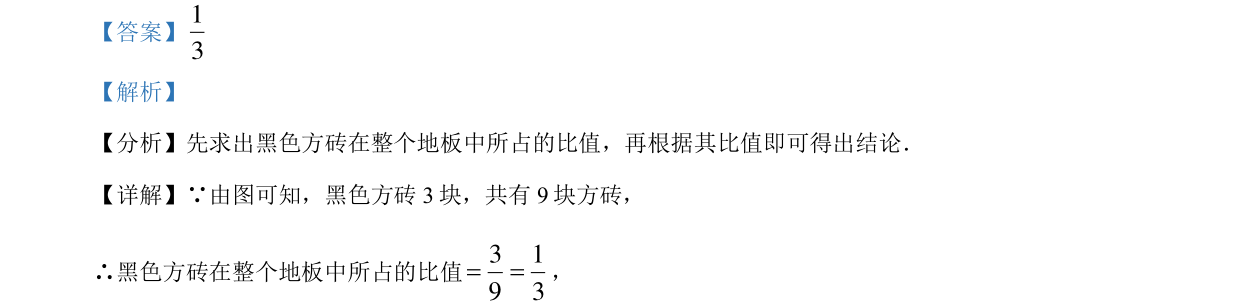 【答案】1/3
【解析】
【分析】先求出黑色方砖在整个地板中所占的比值，再根据其比值即可得出结论．
【详解】∵由图可知，黑色方砖 3 块，共有 9 块方砖，
∴黑色方砖在整个地板中所占的比值=3/9=1/3，